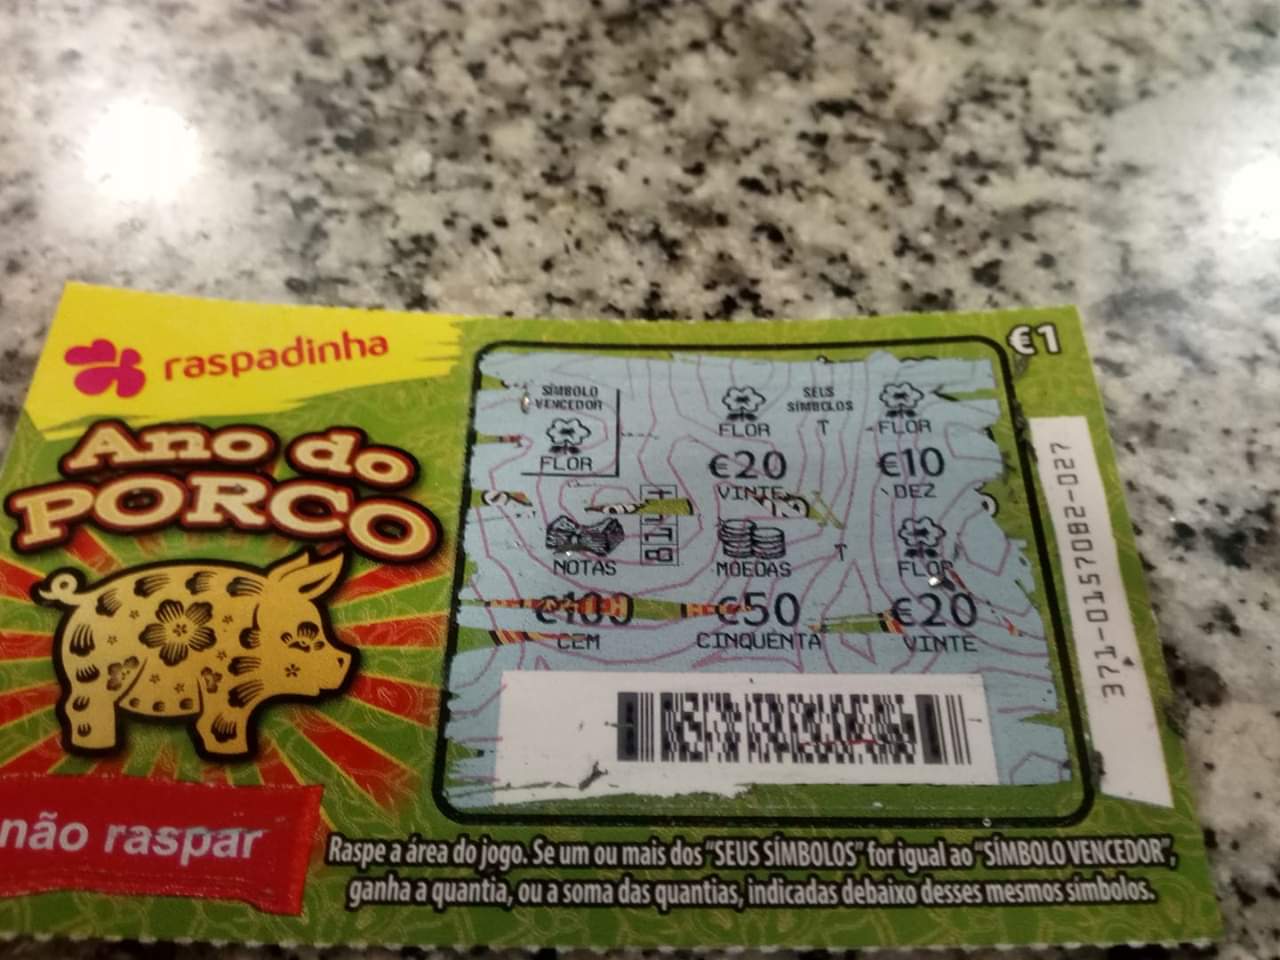 raspadinha
€1
Ano do
PORCO
SÍMBOLO
VENCEDOR
FLOR
SEUS
SÍMBOLOS
FLOR
T
FLOR
€20
€10
VINTE
DEZ
NOTAS
MOEDAS
T
FLOR
€100
€50
€20
CEM
CINQUENTA
VINTE
371-0157082-027
não raspar
Raspe a área do jogo. Se um ou mais dos "SEUS SÍMBOLOS" for igual ao "SÍMBOLO VENCEDOR",
ganha a quantia, ou a soma das quantias, indicadas debaixo desses mesmos símbolos.